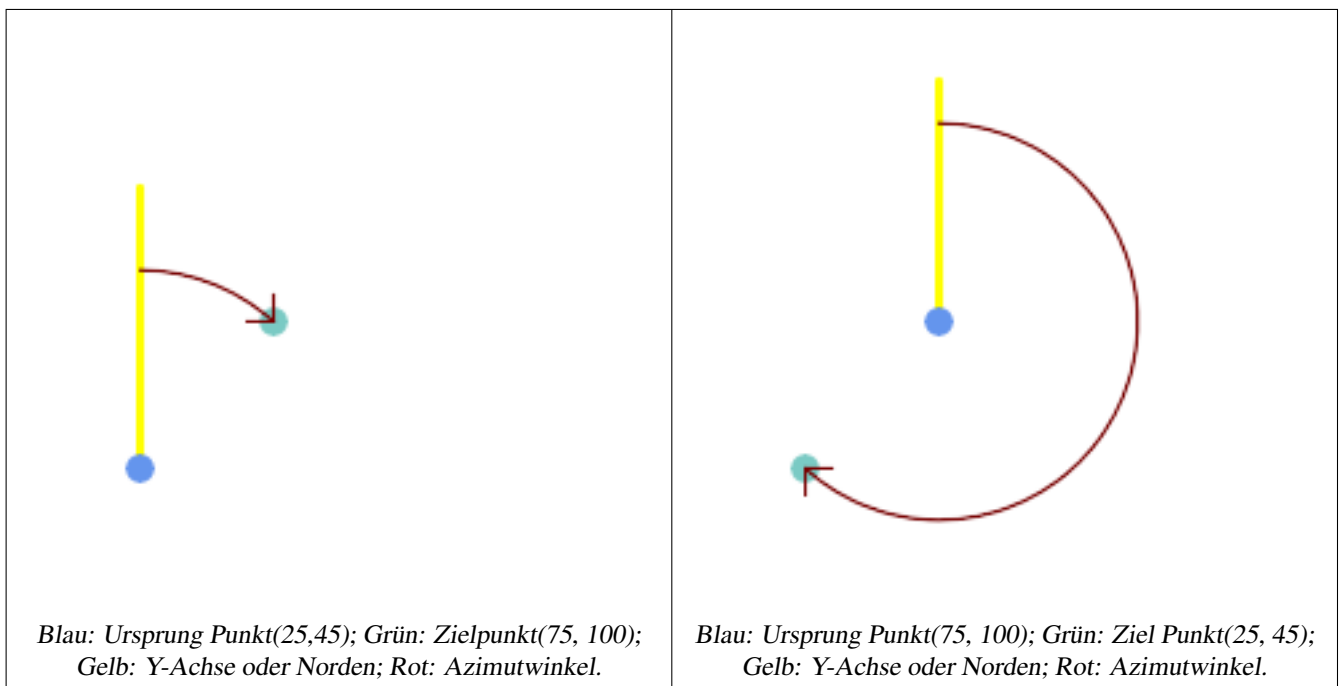 Blau: Ursprung Punkt(25,45); Grün: Zielpunkt(75, 100);
Gelb: Y-Achse oder Norden; Rot: Azimutwinkel.
Blau: Ursprung Punkt(75, 100); Grün: Ziel Punkt(25, 45);
Gelb: Y-Achse oder Norden; Rot: Azimutwinkel.